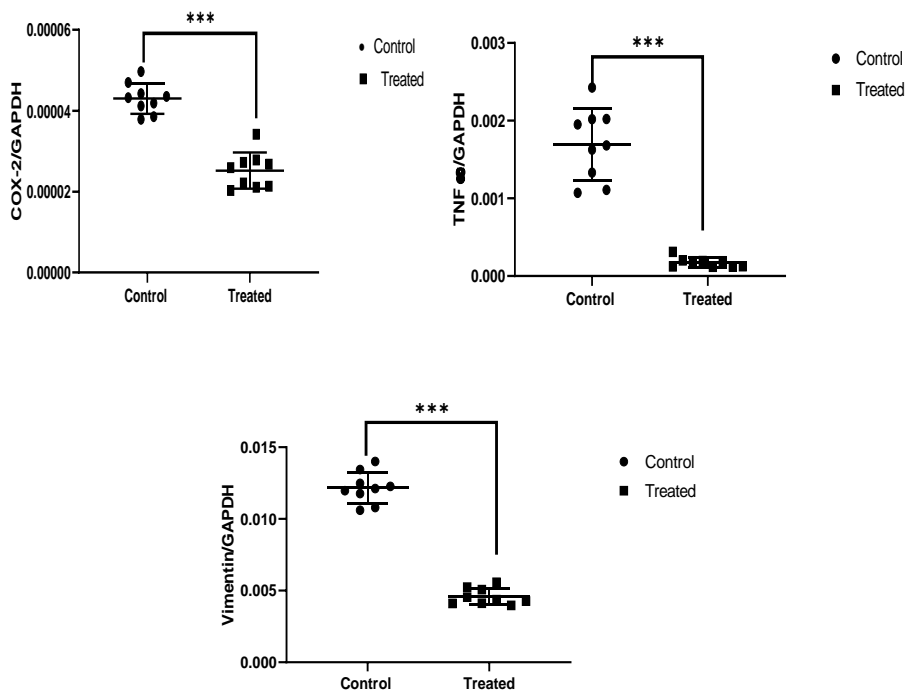 ***
0.00006
0.00004
0.00002
0.00000
COX-2/GAPDH
Control
Treated
Control
Treated
***
0.003
0.002
0.001
0.000
TNF α/GAPDH
Control
Treated
Control
Treated
***
0.015
0.010
0.005
0.000
Vimentin/GAPDH
Control
Treated
Control
Treated